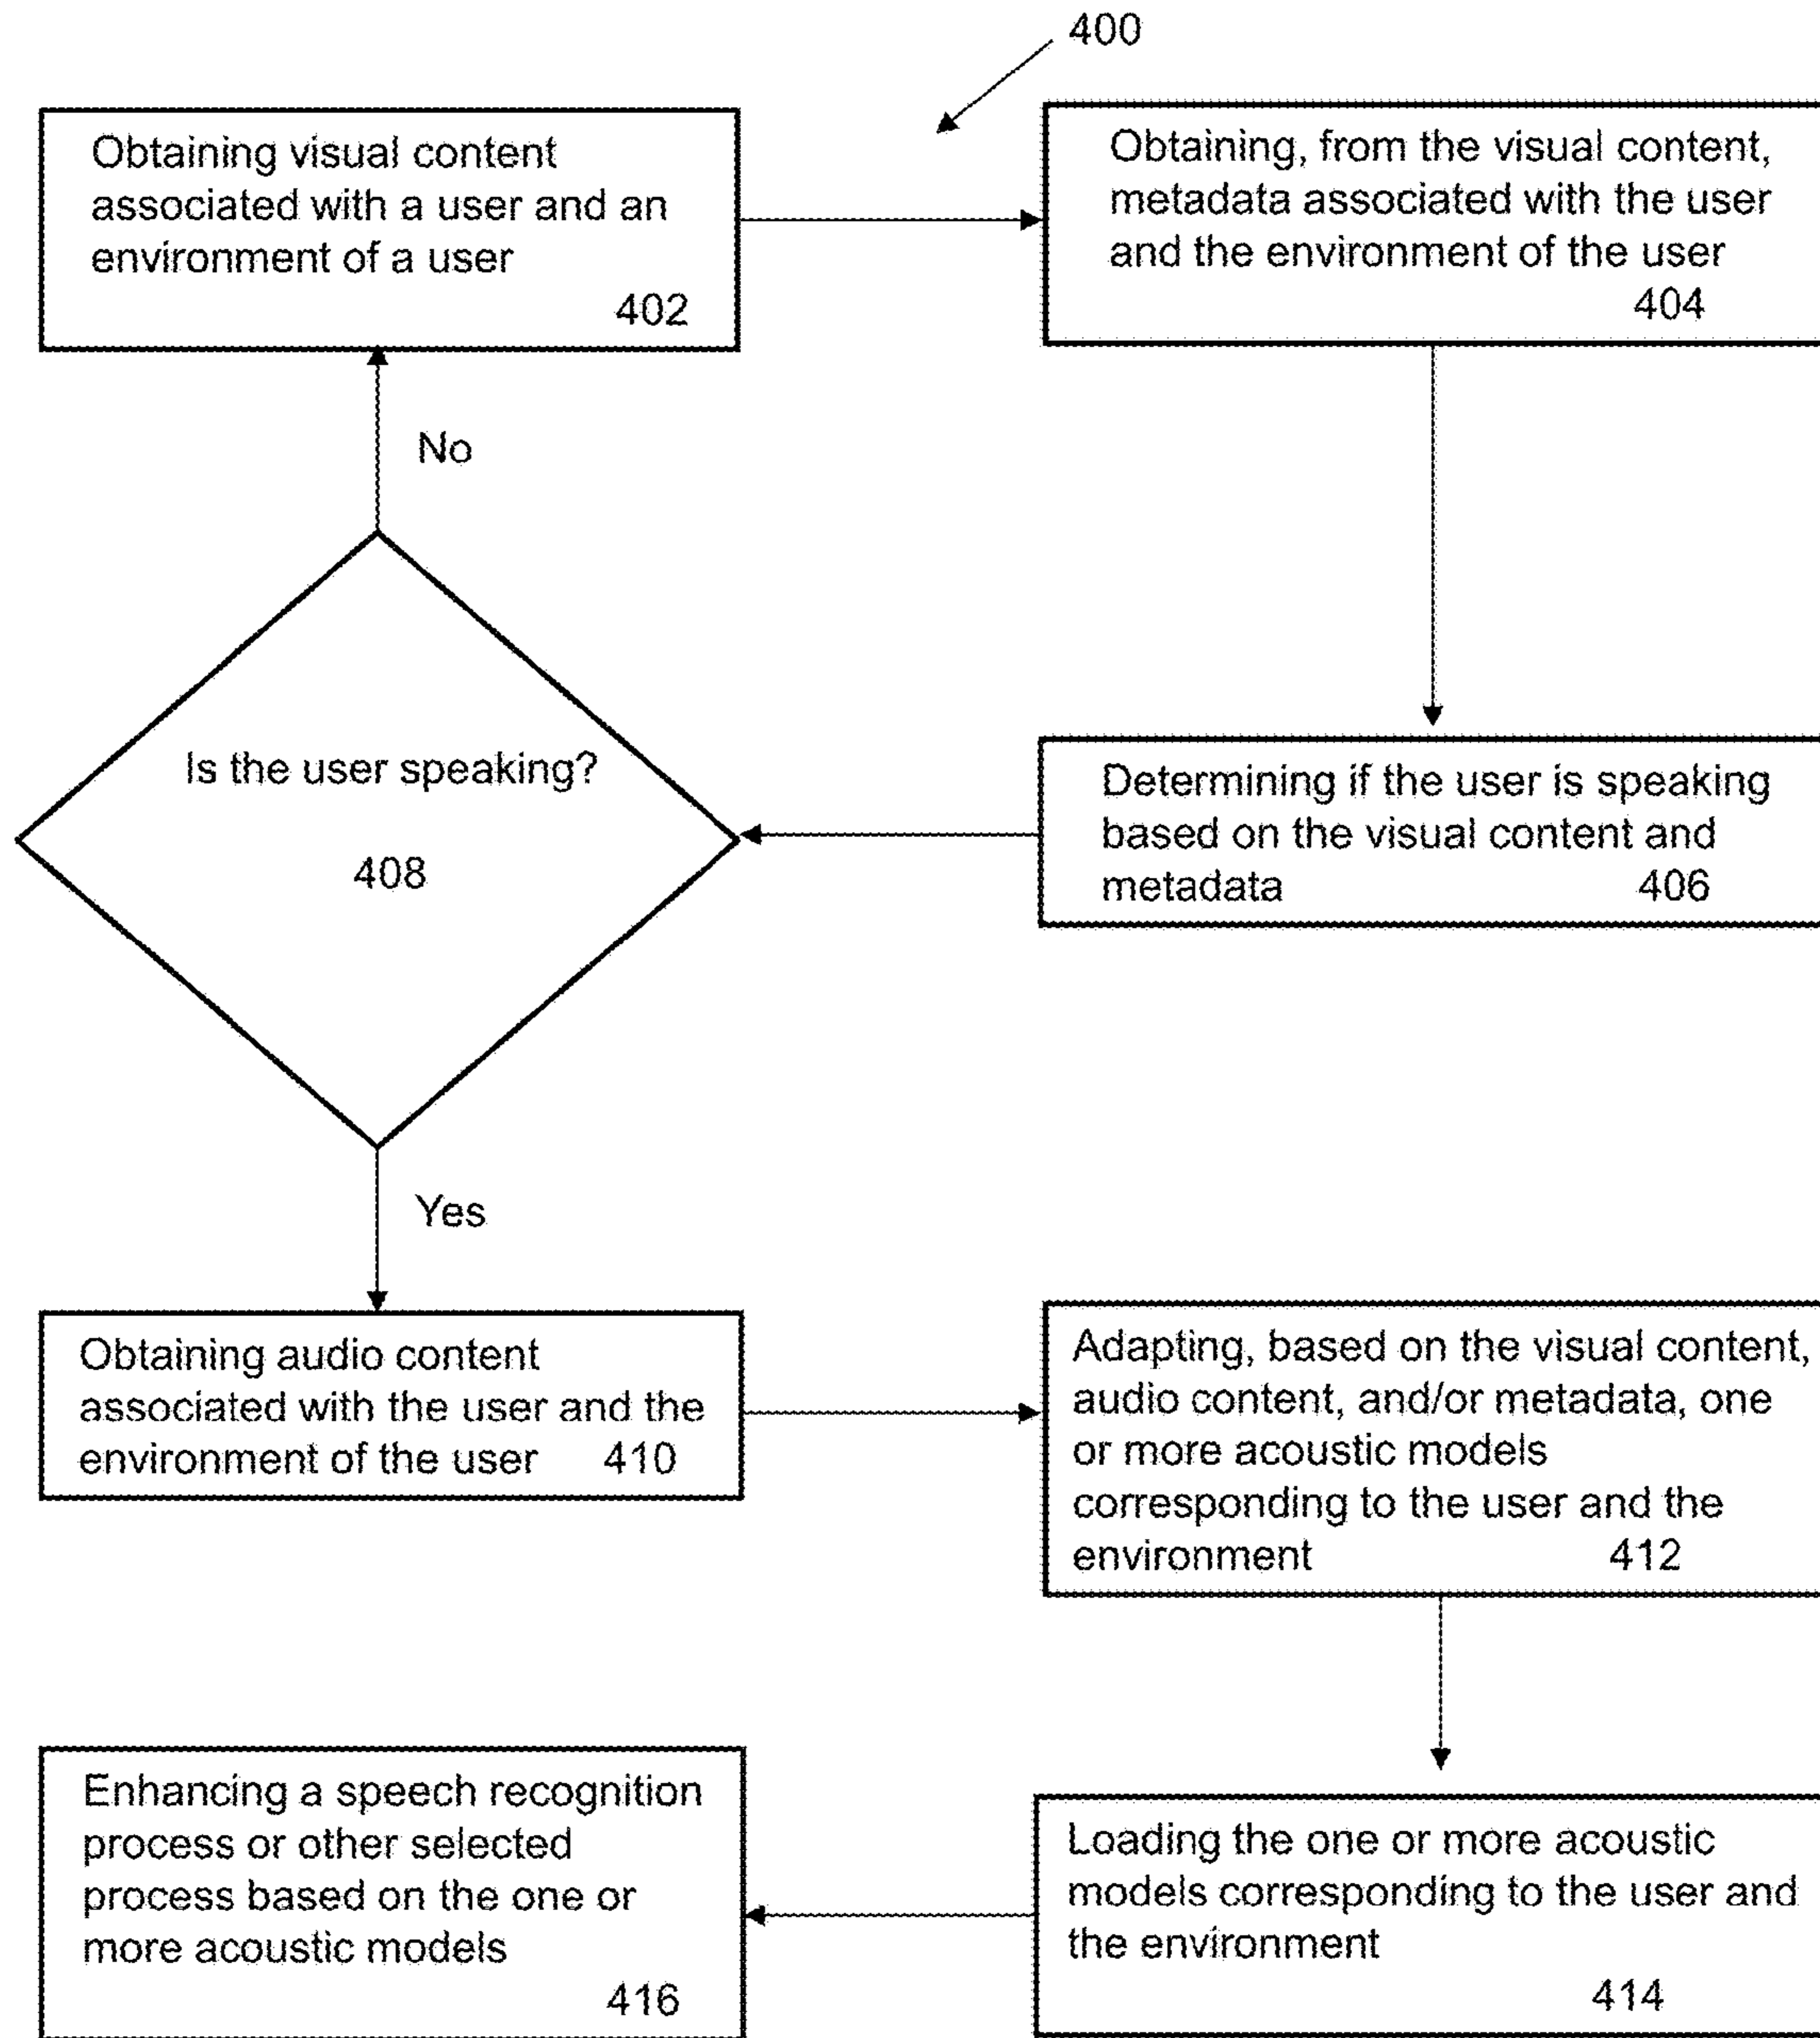 400
Obtaining visual content
associated with a user and an
environment of a user
402
Obtaining, from the visual content,
metadata associated with the user
and the environment of the user
404
No
Determining if the user is speaking
based on the visual content and
metadata 406
Is the user speaking?
408
Yes
Obtaining audio content
associated with the user and the
environment of the user 410
Adapting, based on the visual content,
audio content, and/or metadata, one
or more acoustic models
corresponding to the user and the
environment 412
Loading the one or more acoustic
models corresponding to the user and
the environment
414
Enhancing a speech recognition
process or other selected
process based on the one or
more acoustic models
416